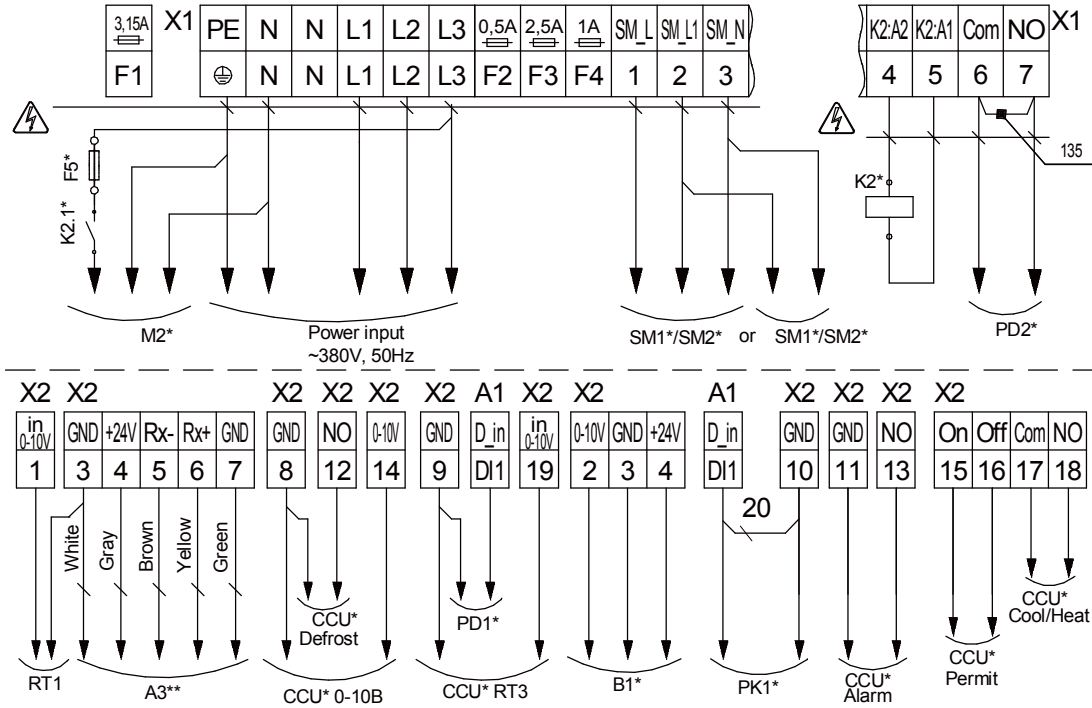 3,15A X1 PE N N L1 L2 L3 0,5A 2,5A 1A SM_L SM_L1 SM_N K2:A2 K2:A1 Com NO X1
F1 N N L1 L2 L3 F2 F3 F4 1 2 3 4 5 6 7
135
F5*
K2.1*
K2*
M2*
Power input
~380V, 50Hz
SM1*/SM2* or SM1*/SM2*
PD2*
X2 X2 X2 X2 X2 X2 A1 X2 X2 A1 X2 X2 X2 X2
in
0-10V GND +24V Rx- Rx+ GND GND NO 0-10V GND D_in in
0-10V 0-10V GND +24V D_in GND GND NO On Off Com NO
1 3 4 5 6 7 8 12 14 9 DI1 19 2 3 4 DI1 10 11 13 15 16 17 18
20
White
Gray
Brown
Yellow
Green
CCU*
Defrost
PD1*
CCU*
Cool/Heat
RT1
A3**
CCU* 0-10B
CCU* RT3
B1*
PK1*
CCU*
Alarm
CCU*
Permit